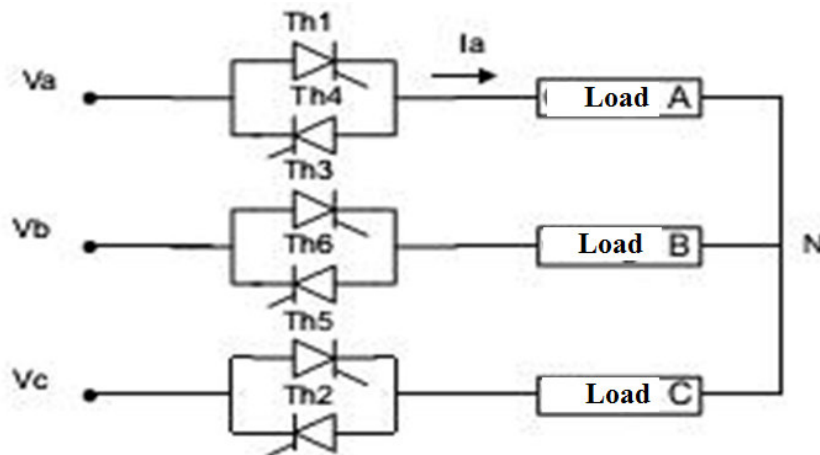 Th1
Ia
Va
Load A
Th4
Th3
Vb
Load B
N
Th6
Th5
Vc
Load C
Th2